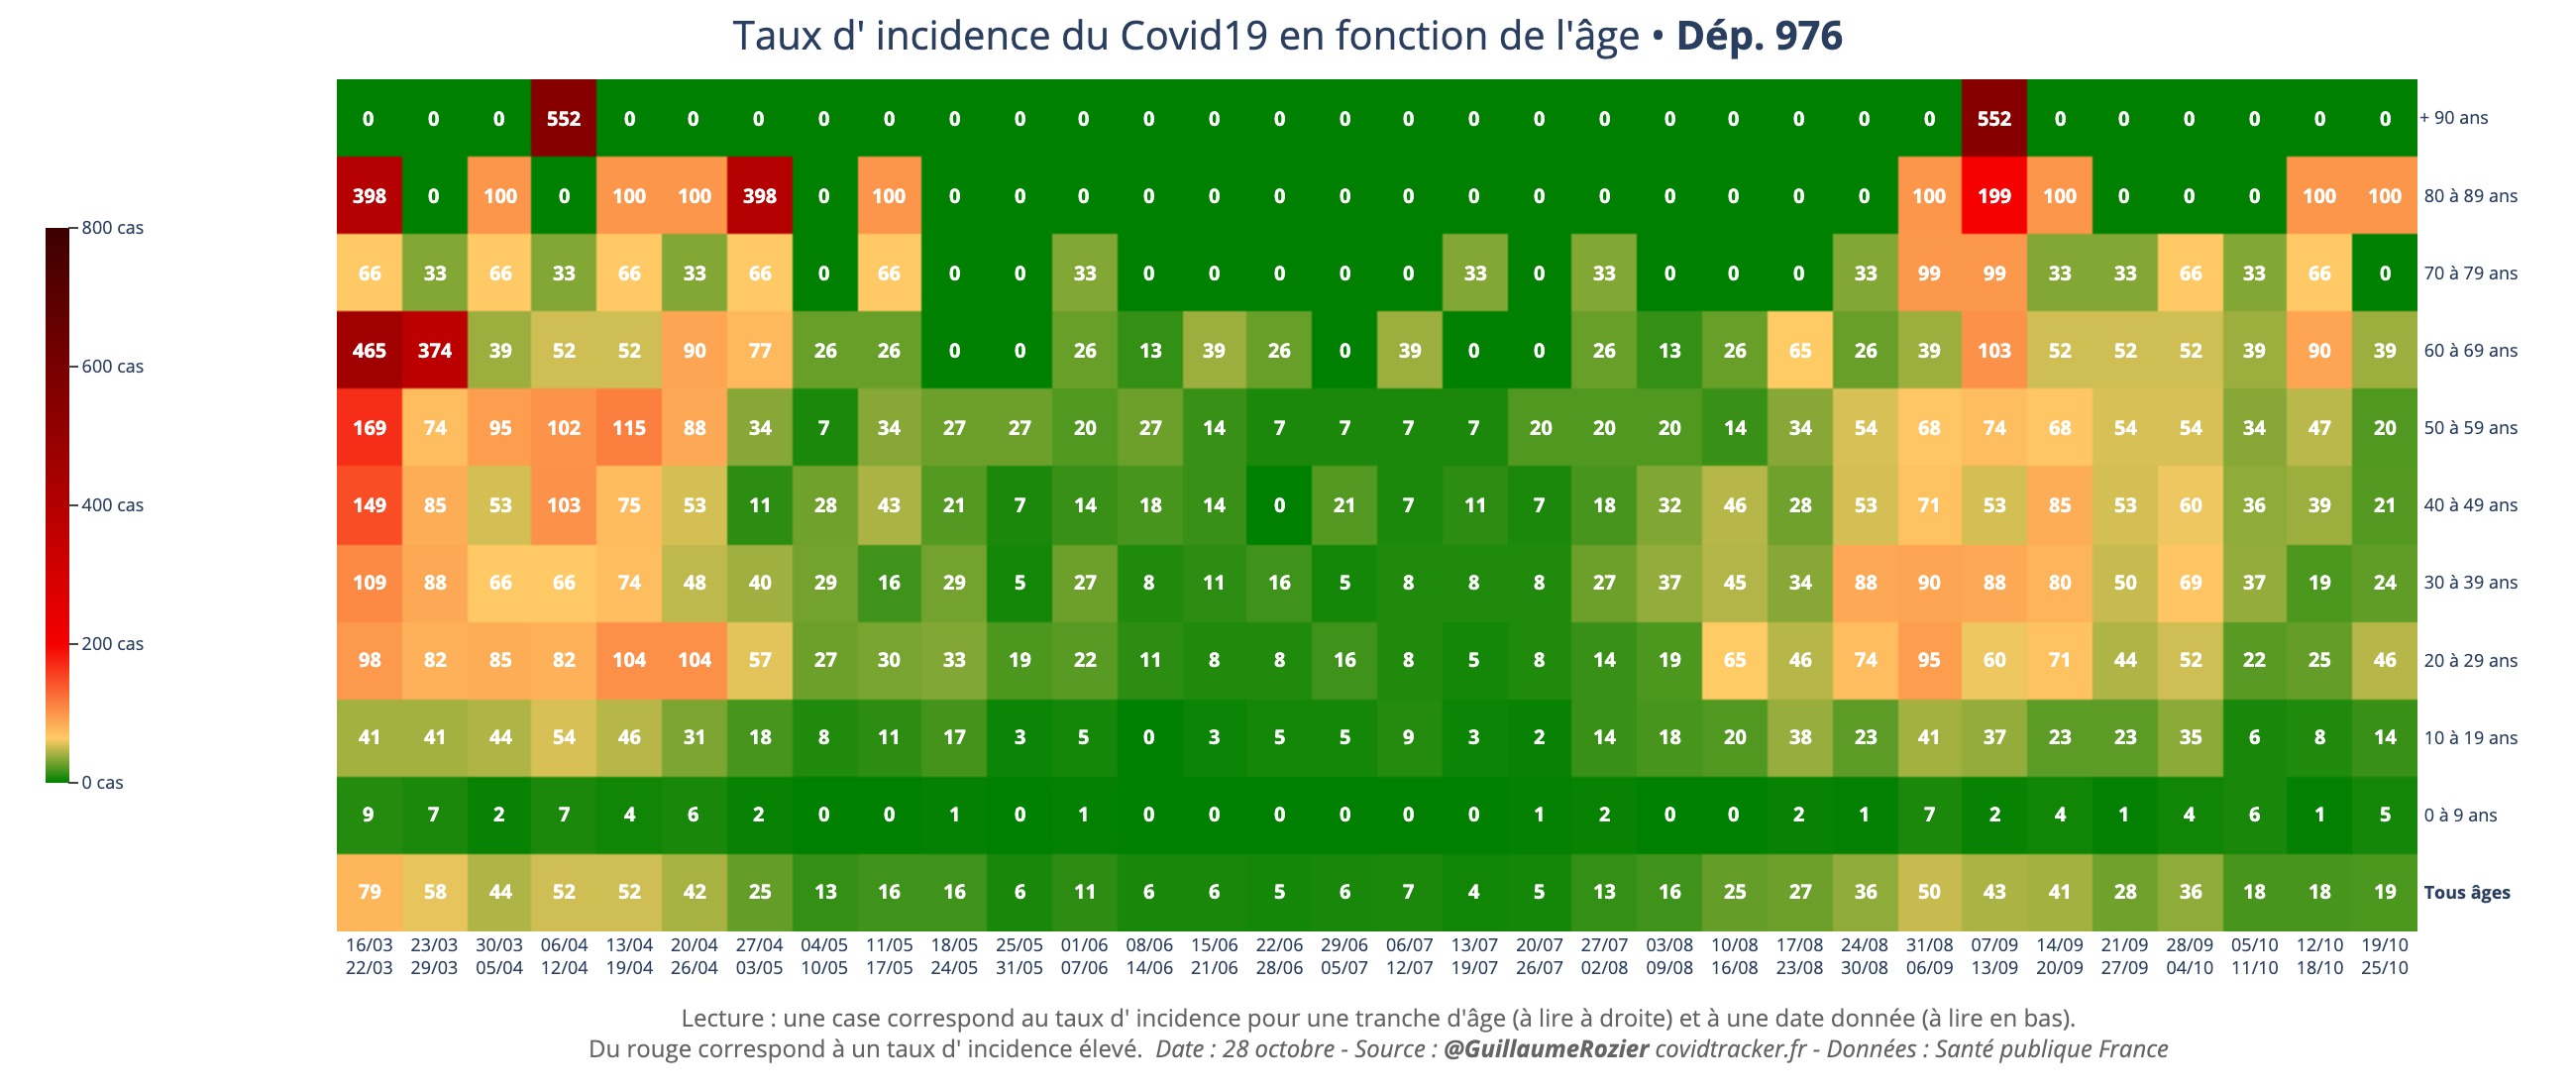 Taux d' incidence du Covid19 en fonction de l'âge • Dép. 976
0 0 0 552 0 0 0 0 0 0 0 0 0 0 0 0 0 0 0 0 0 0 0 0 0 552 0 0 0 0 0 0 + 90 ans
398 0 100 0 100 100 398 0 100 0 0 0 0 0 0 0 0 0 0 0 0 0 0 0 100 199 100 0 0 0 100 100 80 à 89 ans
66 33 66 33 66 33 66 0 66 0 0 33 0 0 0 0 0 33 0 33 0 0 0 33 99 99 33 33 66 33 66 0 70 à 79 ans
465 374 39 52 52 90 77 26 26 0 0 26 13 39 26 0 39 0 0 26 13 26 65 26 39 103 52 52 52 39 90 39 60 à 69 ans
169 74 95 102 115 88 34 7 34 27 27 20 27 14 7 7 7 7 20 20 20 14 34 54 68 74 68 54 54 34 47 20 50 à 59 ans
149 85 53 103 75 53 11 28 43 21 7 14 18 14 0 21 7 11 7 18 32 46 28 53 71 53 85 53 60 36 39 21 40 à 49 ans
109 88 66 66 74 48 40 29 16 29 5 27 8 11 16 5 8 8 8 27 37 45 34 88 90 88 80 50 69 37 19 24 30 à 39 ans
98 82 85 82 104 104 57 27 30 33 19 22 11 8 8 16 8 5 8 14 19 65 46 74 95 60 71 44 52 22 25 46 20 à 29 ans
41 41 44 54 46 31 18 8 11 17 3 5 0 3 5 5 9 3 2 14 18 20 38 23 41 37 23 23 35 6 8 14 10 à 19 ans
9 7 2 7 4 6 2 0 0 1 0 1 0 0 0 0 0 0 1 2 0 0 2 1 7 2 4 1 4 6 1 5 0 à 9 ans
79 58 44 52 52 42 25 13 16 16 6 11 6 6 5 6 7 4 5 13 16 25 27 36 50 43 41 28 36 18 18 19 Tous âges
16/03 23/03 30/03 06/04 13/04 20/04 27/04 04/05 11/05 18/05 25/05 01/06 08/06 15/06 22/06 29/06 06/07 13/07 20/07 27/07 03/08 10/08 17/08 24/08 31/08 07/09 14/09 21/09 28/09 05/10 12/10 19/10
22/03 29/03 05/04 12/04 19/04 26/04 03/05 10/05 17/05 24/05 31/05 07/06 14/06 21/06 28/06 05/07 12/07 19/07 26/07 02/08 09/08 16/08 23/08 30/08 06/09 13/09 20/09 27/09 04/10 11/10 18/10 25/10
800 cas
600 cas
400 cas
200 cas
0 cas
Lecture : une case correspond au taux d' incidence pour une tranche d'âge (à lire à droite) et à une date donnée (à lire en bas).
Du rouge correspond à un taux d' incidence élevé. Date : 28 octobre - Source : @GuillaumeRozier covidtracker.fr - Données : Santé publique France